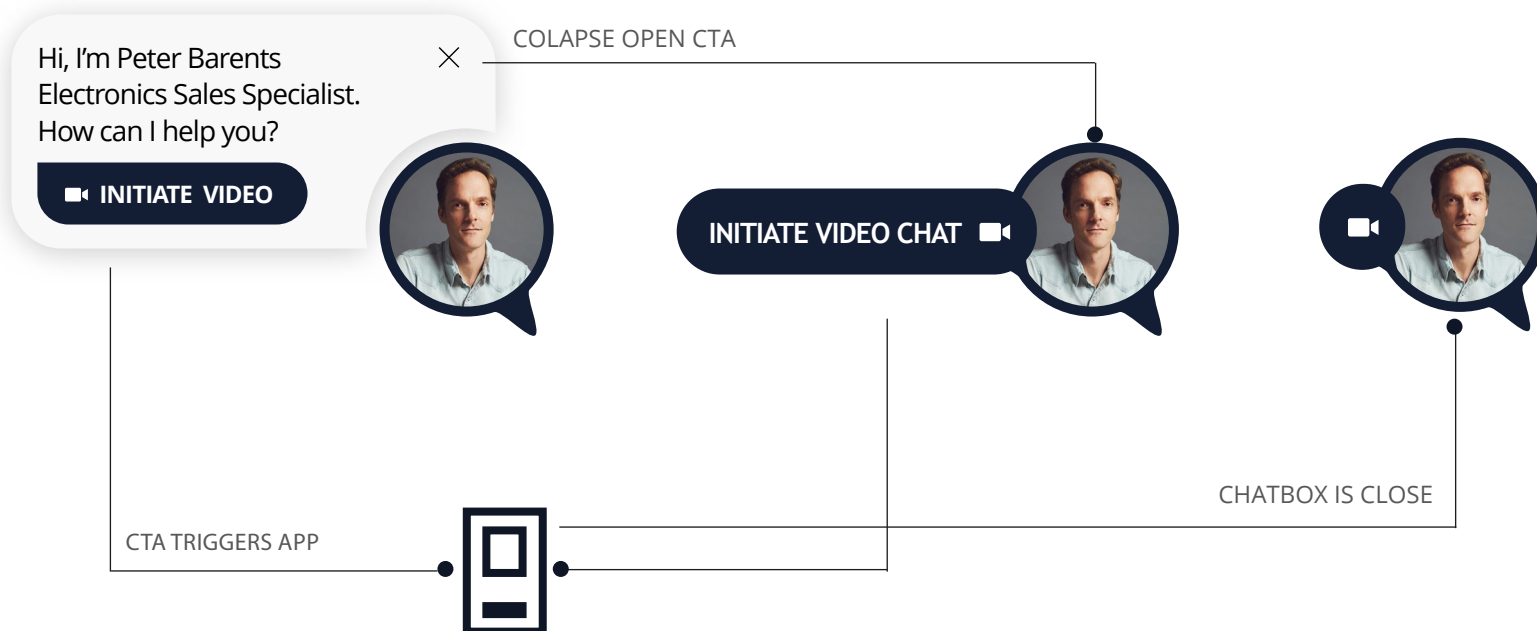 Hi, I'm Peter Barents
Electronics Sales Specialist.
How can I help you?
INITIATE VIDEO
COLAPSE OPEN CTA
INITIATE VIDEO CHAT
CHATBOX IS CLOSE
CTA TRIGGERS APP